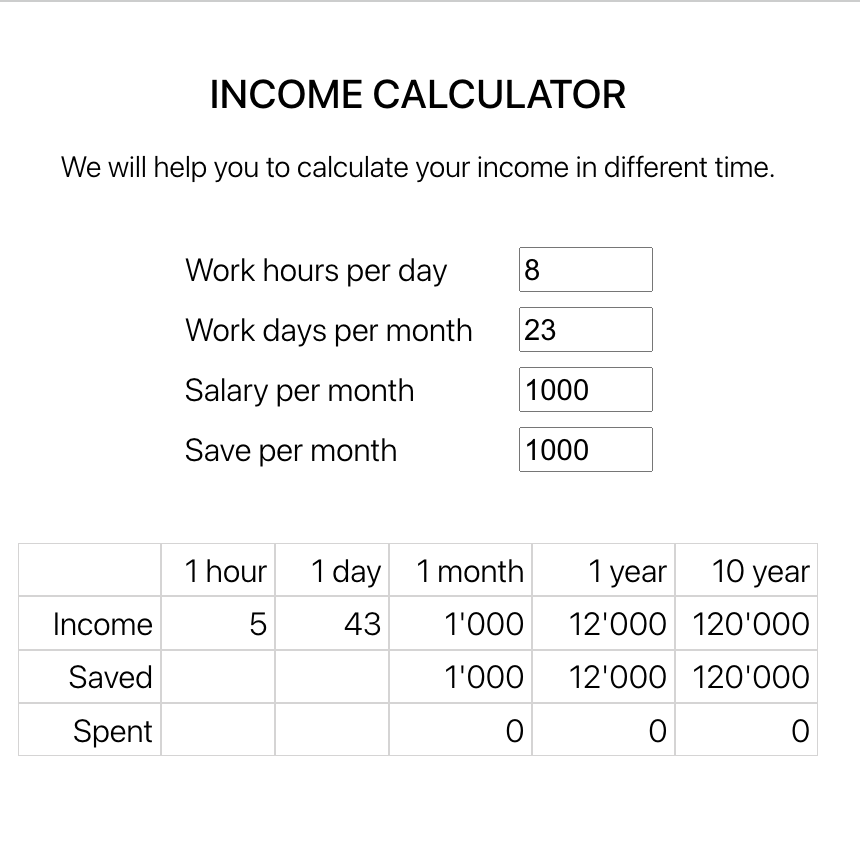 INCOME CALCULATOR
We will help you to calculate your income in different time.
Work hours per day 8
Work days per month 23
Salary per month 1000
Save per month 1000
1 hour 1 day 1 month 1 year 10 year
Income 5 43 1'000 12'000 120'000
Saved 1'000 12'000 120'000
Spent 0 0 0